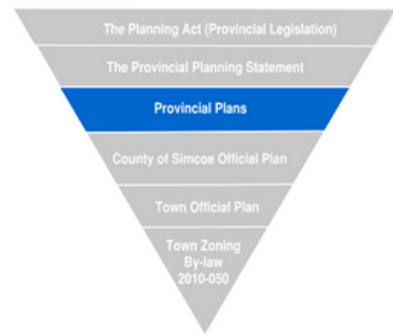 The Planning Act (Provincial Legislation)
The Provincial Planning Statement
Provincial Plans
County of Simcoe Official Plan
Town Official Plan
Town Zoning
By-law
2010-050